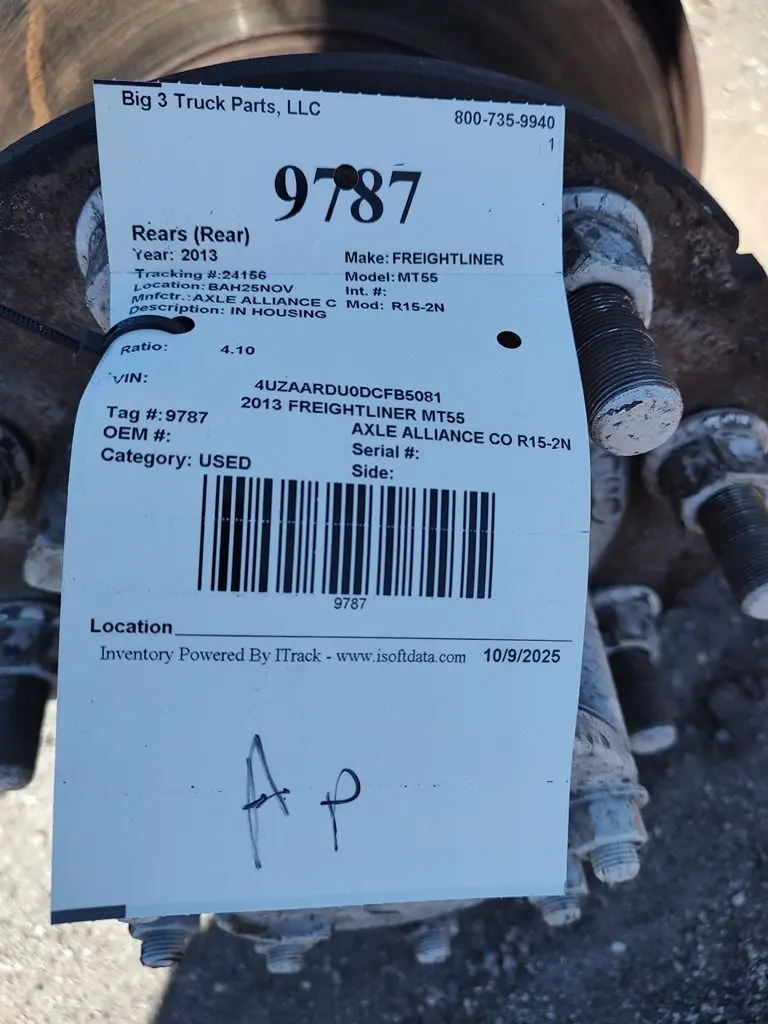 Big 3 Truck Parts, LLC 800-735-9940
1
9787
Rears (Rear)
Year: 2013 Make: FREIGHTLINER
Tracking #:24156 Model: MT55
Location: BAH25NOV Int. #:
Mnfctr.: AXLE ALLIANCE C Mod: R15-2N
Description: IN HOUSING
Ratio: 4.10
VIN: 4UZAARDU0DCFB5081
2013 FREIGHTLINER MT55
Tag #: 9787 AXLE ALLIANCE CO R15-2N
OEM #: Serial #:
Category: USED Side:
9787
Location
Inventory Powered By ITrack - www.isoftdata.com 10/9/2025
A P